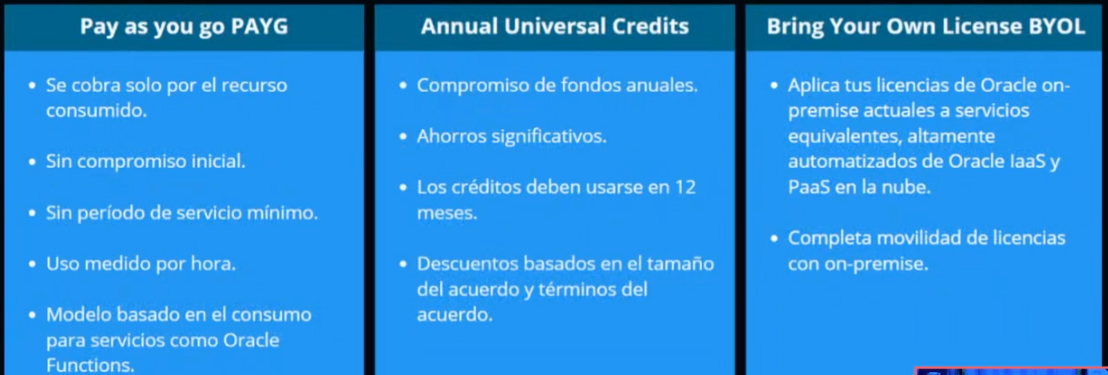 Pay as you go PAYG
• Se cobra solo por el recurso
consumido.
• Sin compromiso inicial.
• Sin período de servicio mínimo.
• Uso medido por hora.
• Modelo basado en el consumo
para servicios como Oracle
Functions.
Annual Universal Credits
• Compromiso de fondos anuales.
• Ahorros significativos.
• Los créditos deben usarse en 12
meses.
• Descuentos basados en el tamaño
del acuerdo y términos del
acuerdo.
Bring Your Own License BYOL
• Aplica tus licencias de Oracle on-
premise actuales a servicios
equivalentes, altamente
automatizados de Oracle IaaS y
PaaS en la nube.
• Completa movilidad de licencias
con on-premise.